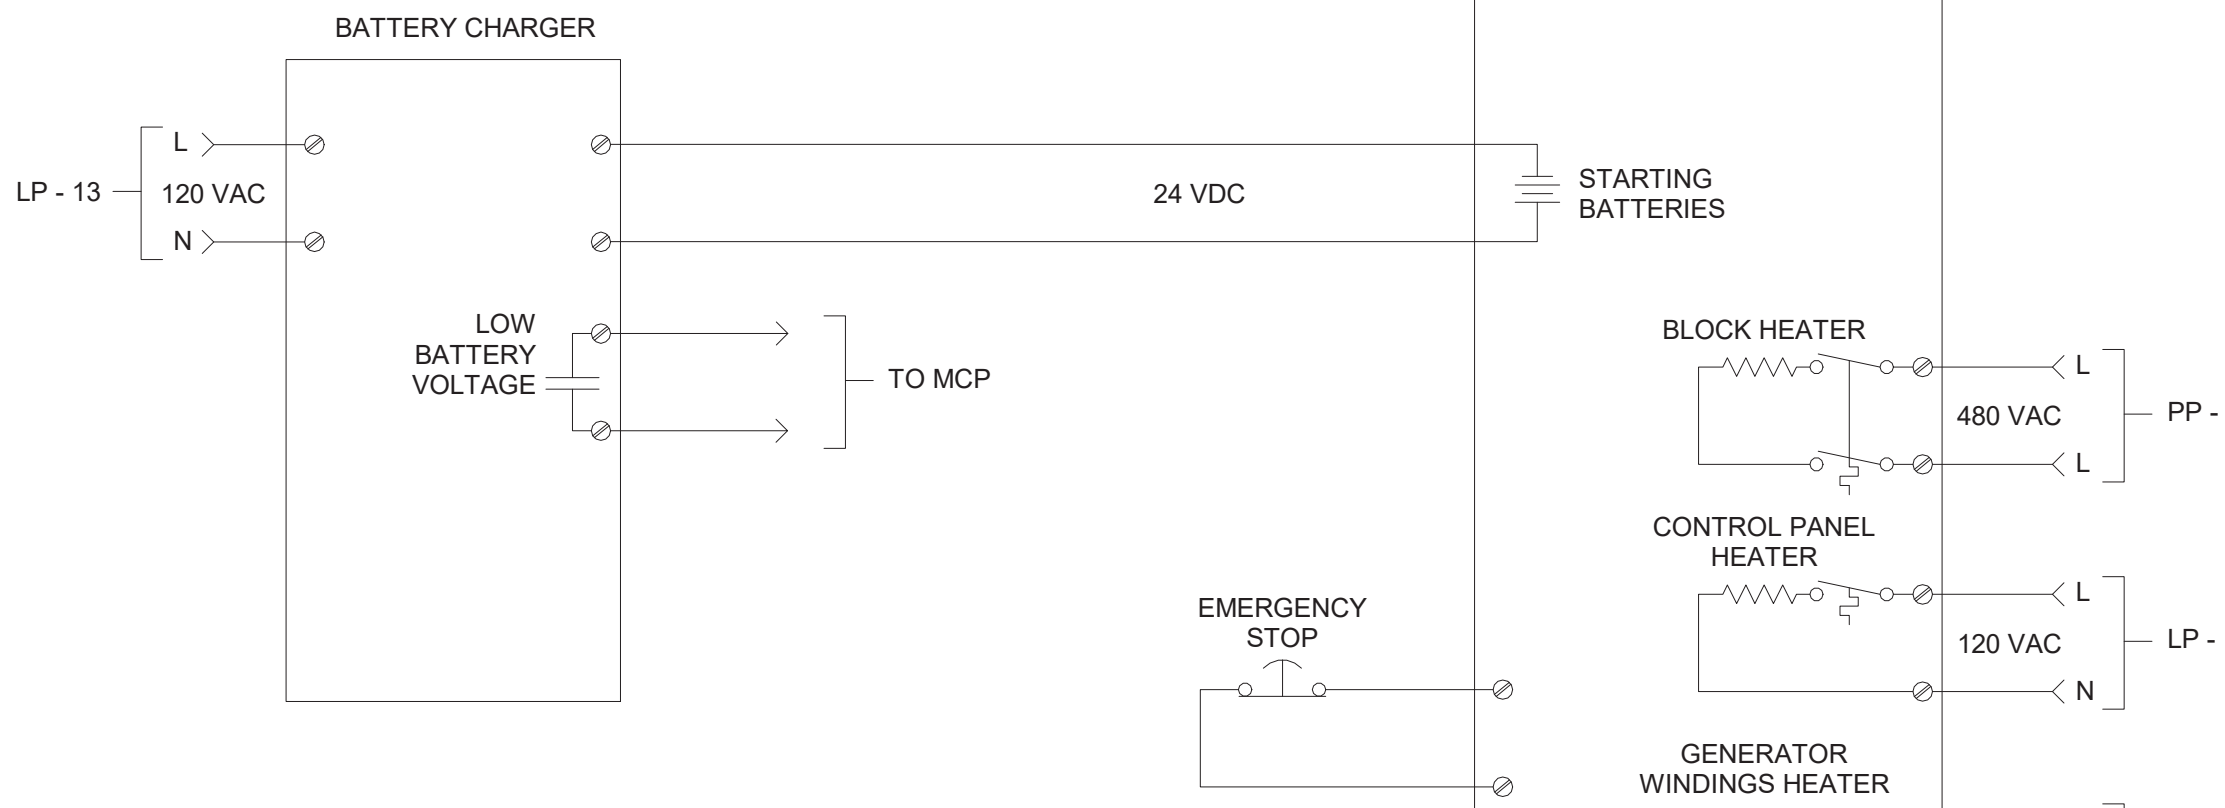 BATTERY CHARGER
L
LP - 13
120 VAC
N
24 VDC
STARTING
BATTERIES
LOW
BATTERY
VOLTAGE
TO MCP
BLOCK HEATER
L
480 VAC
PP -
L
CONTROL PANEL
HEATER
L
120 VAC
LP -
N
EMERGENCY
STOP
GENERATOR
WINDINGS HEATER